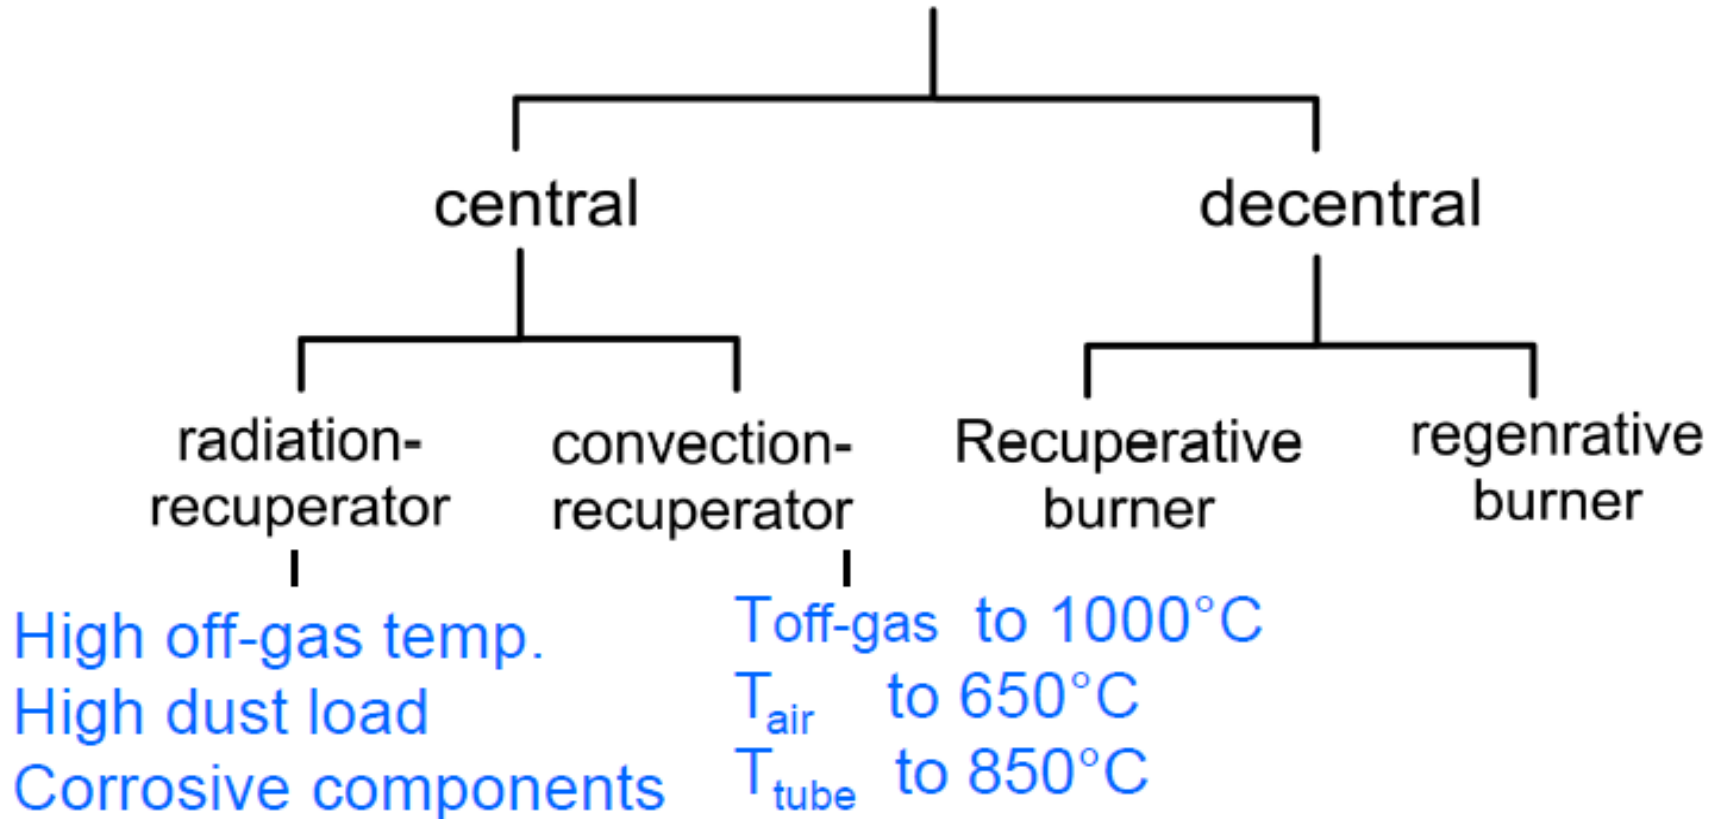 central
decentral
radiation-
recuperator
convection-
recuperator
Recuperative
burner
regenrative
burner
High off-gas temp.
High dust load
Corrosive components
Toff-gas to 1000°C
Tair to 650°C
Ttube to 850°C